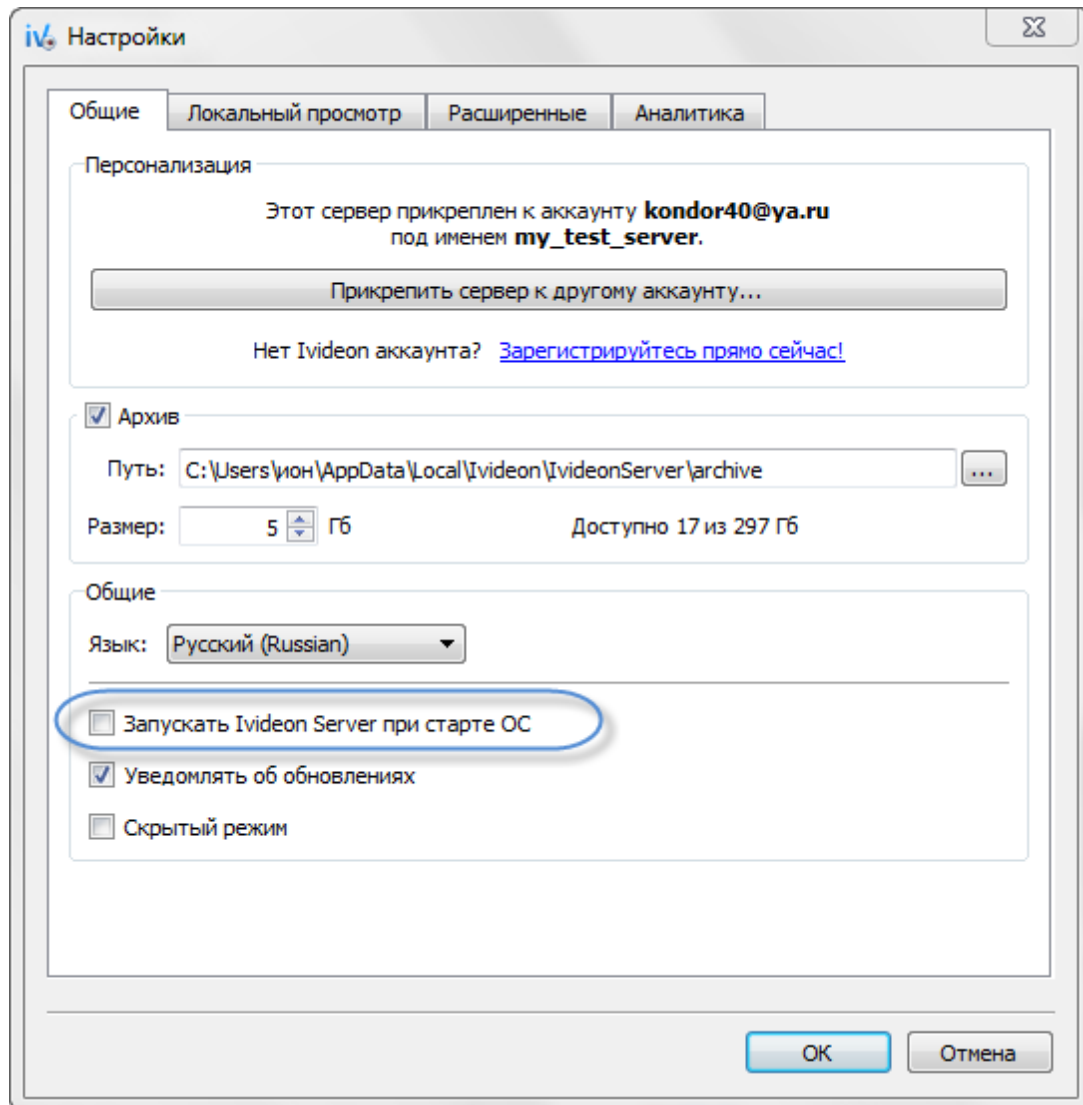 Настройки
Общие Локальный просмотр Расширенные Аналитика
Персонализация
Этот сервер прикреплен к аккаунту kondor40@ya.ru
под именем my_test_server.
Прикрепить сервер к другому аккаунту...
Нет Ivideon аккаунта? Зарегистрируйтесь прямо сейчас!
Архив
Путь: C:\Users\ион\AppData\Local\Ivideon\IvideonServer\archive ...
Размер: 5 Гб Доступно 17 из 297 Гб
Общие
Язык: Русский (Russian)
Запускать Ivideon Server при старте ОС
Уведомлять об обновлениях
Скрытый режим
OK Отмена